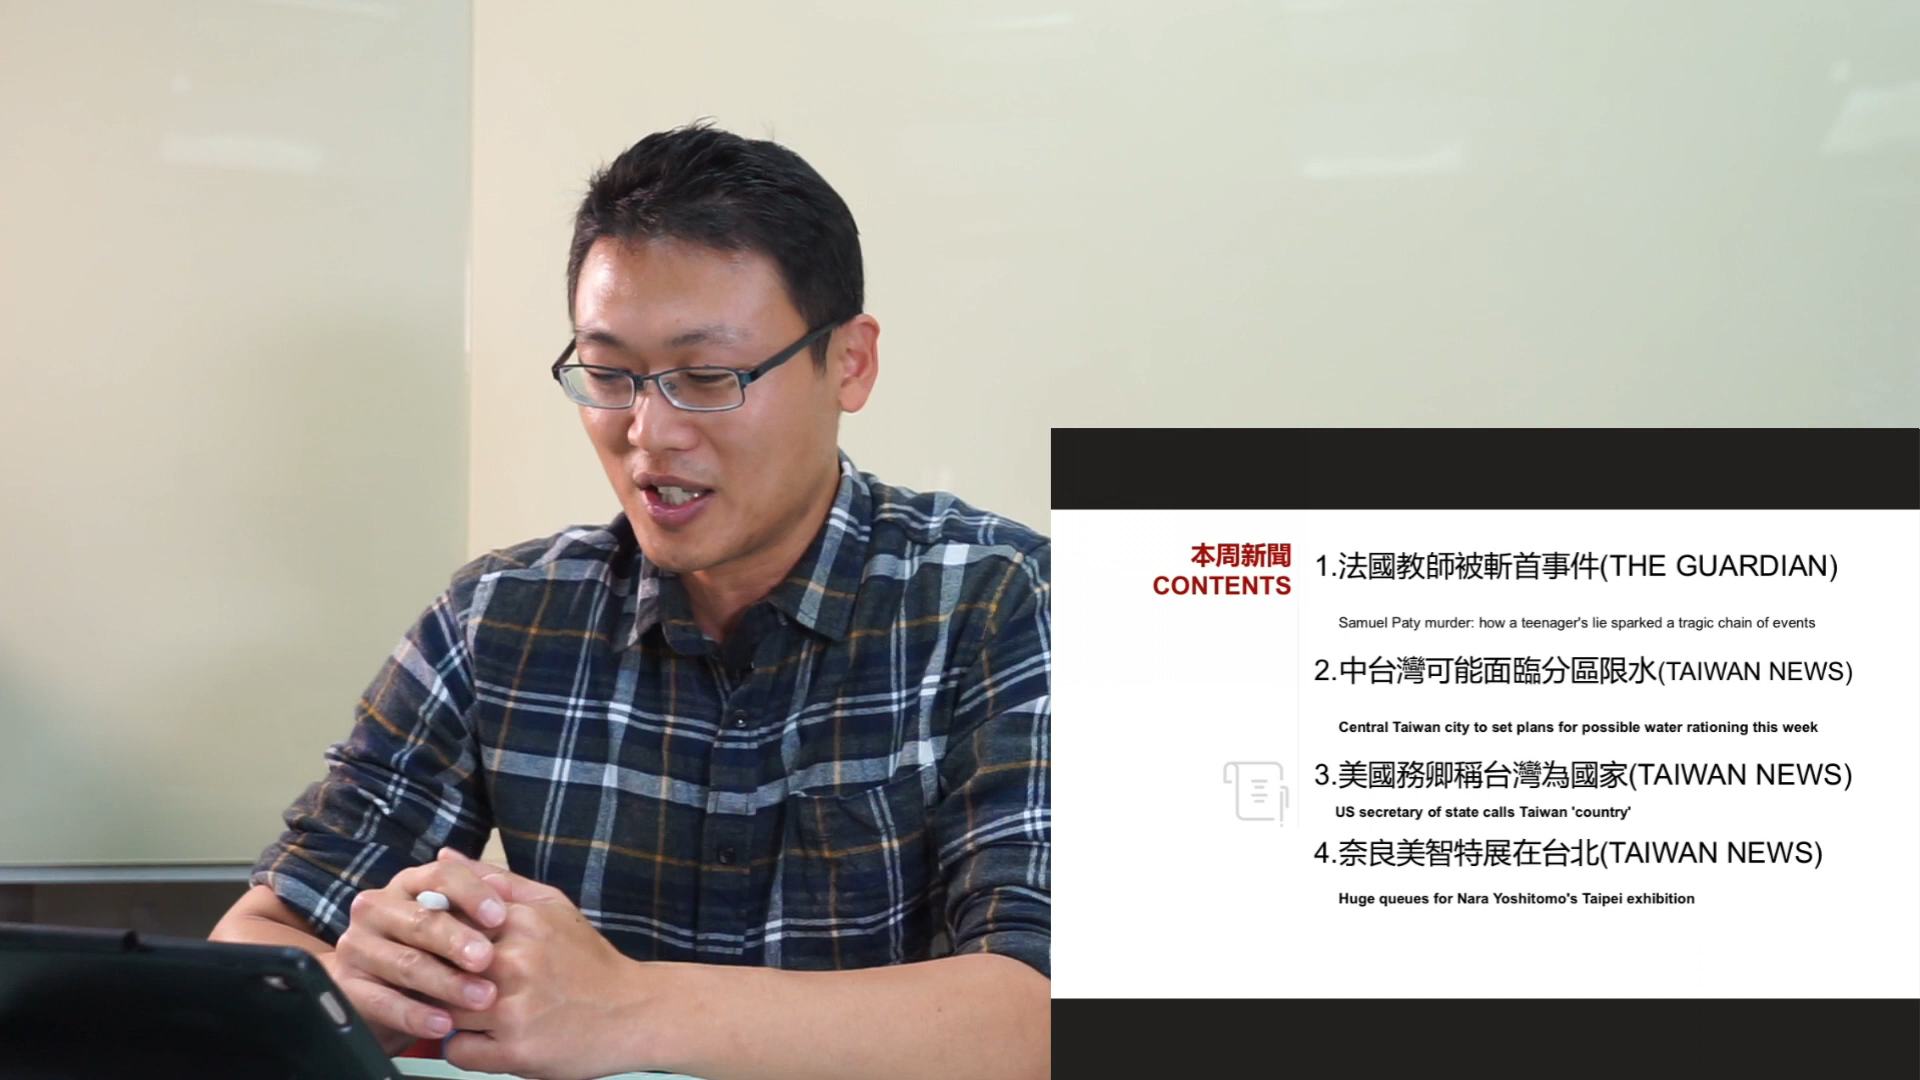 本周新聞
CONTENTS
1.法國教師被斬首事件(THE GUARDIAN)
Samuel Paty murder: how a teenager's lie sparked a tragic chain of events
2.中台灣可能面臨分區限水(TAIWAN NEWS)
Central Taiwan city to set plans for possible water rationing this week
3.美國務卿稱台灣為國家(TAIWAN NEWS)
US secretary of state calls Taiwan 'country'
4.奈良美智特展在台北(TAIWAN NEWS)
Huge queues for Nara Yoshitomo's Taipei exhibition